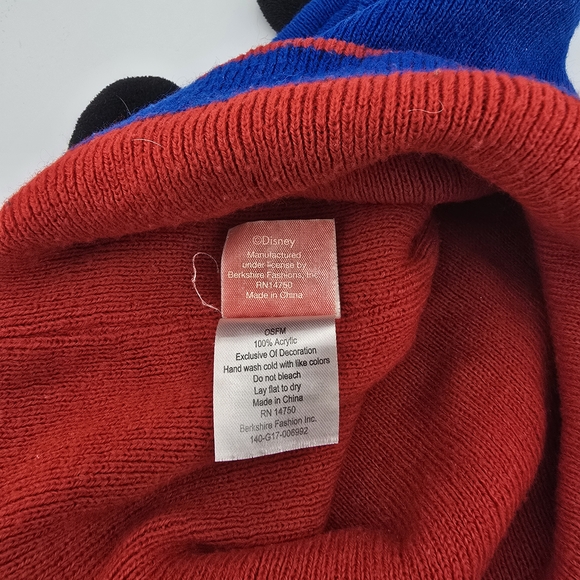 ©Disney
Manufactured
under license by
Berkshire Fashions, Inc.
RN14750
Made in China
OSFM
100% Acrylic
Exclusive Of Decoration
Hand wash cold with like colors
Do not bleach
Lay flat to dry
Made in China
RN 14750
Berkshire Fashion Inc.
140-G17-006992